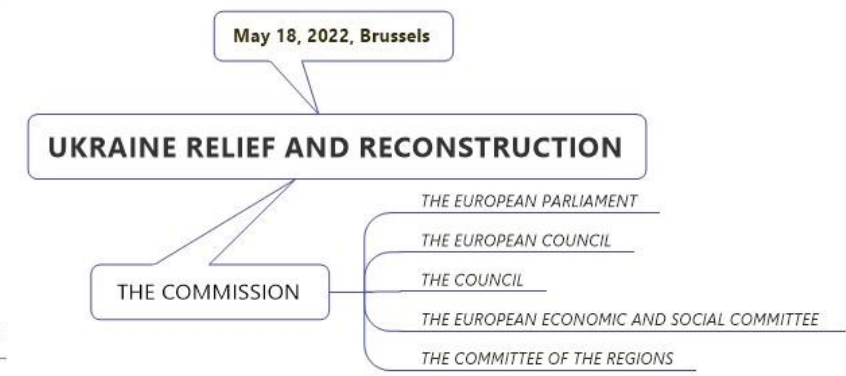 May 18, 2022, Brussels
UKRAINE RELIEF AND RECONSTRUCTION
THE COMMISSION
THE EUROPEAN PARLIAMENT
THE EUROPEAN COUNCIL
THE COUNCIL
THE EUROPEAN ECONOMIC AND SOCIAL COMMITTEE
THE COMMITTEE OF THE REGIONS